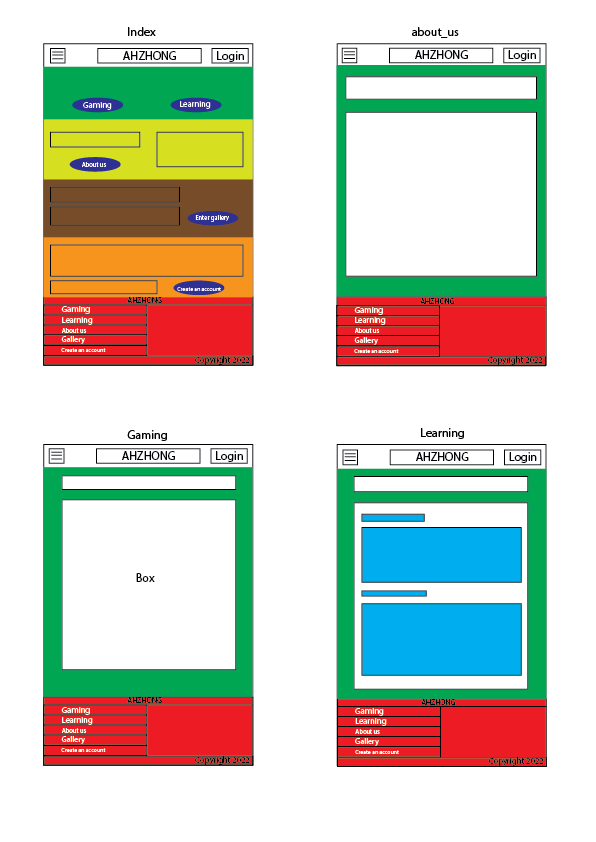 Index
AHZHONG
Login
Gaming
Learning
About us
Enter gallery
Create an account
AHZHONG
Gaming
Learning
About us
Gallery
Create an account
Copyright 2022
about_us
AHZHONG
Login
AHZHONG
Gaming
Learning
About us
Gallery
Create an account
Copyright 2022
Gaming
AHZHONG
Login
Box
AHZHONG
Gaming
Learning
About us
Gallery
Create an account
Copyright 2022
Learning
AHZHONG
Login
AHZHONG
Gaming
Learning
About us
Gallery
Create an account
Copyright 2022